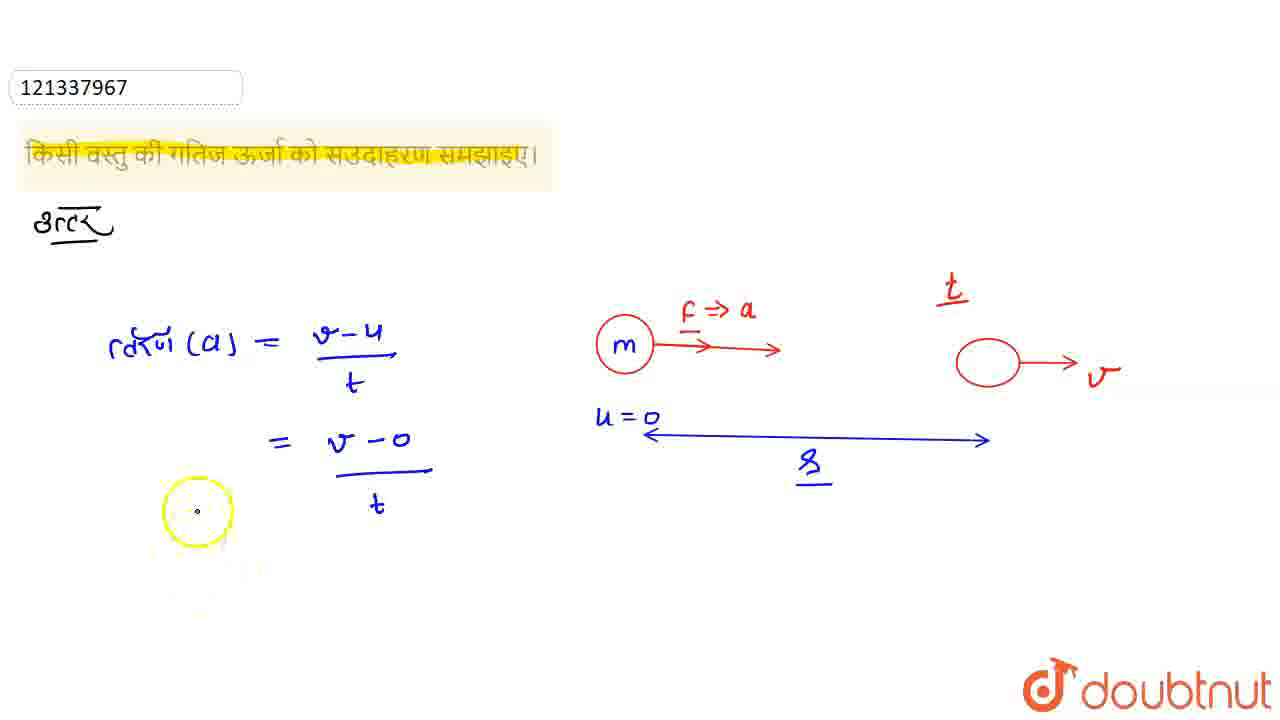 121337967
किसी वस्तु की गतिज ऊर्जा को सउदाहरण समझाइए।
उत्तर
त्वरण (a) = v - u / t
= v - 0 / t
m
F ⇒ a
t
v
u = 0
s
doubtnut